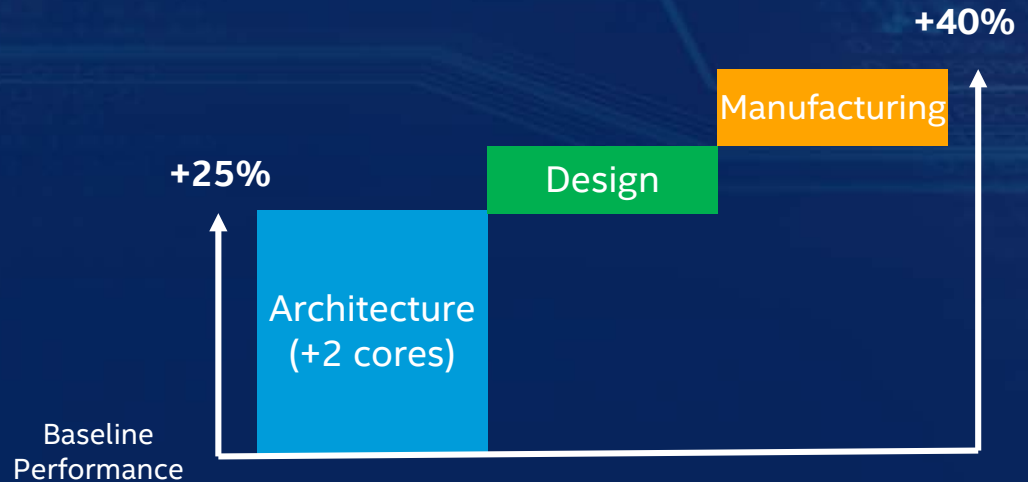 +40%
Manufacturing
+25%
Design
Architecture
(+2 cores)
Baseline
Performance